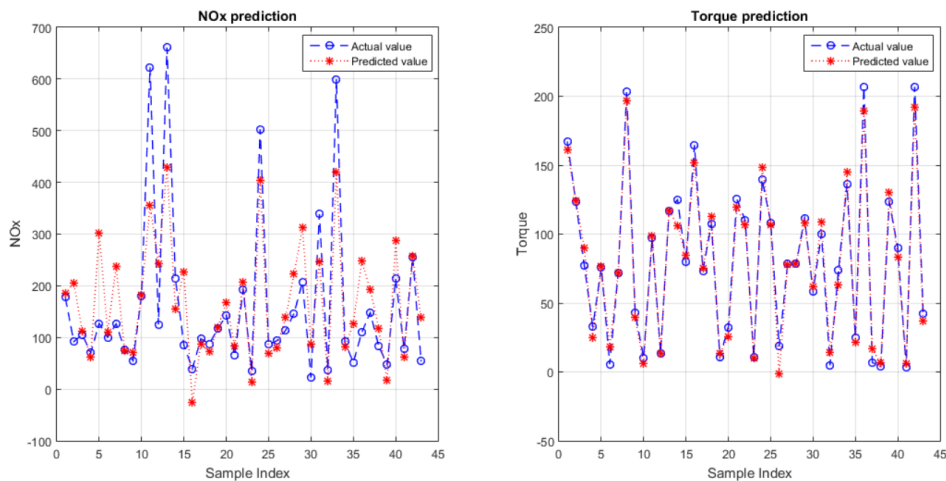 NOx prediction
700
600
500
400
300
200
100
0
-100
NOx
0 5 10 15 20 25 30 35 40 45
Sample Index
Actual value
Predicted value
Torque prediction
250
200
150
100
50
0
-50
Torque
0 5 10 15 20 25 30 35 40 45
Sample Index
Actual value
Predicted value